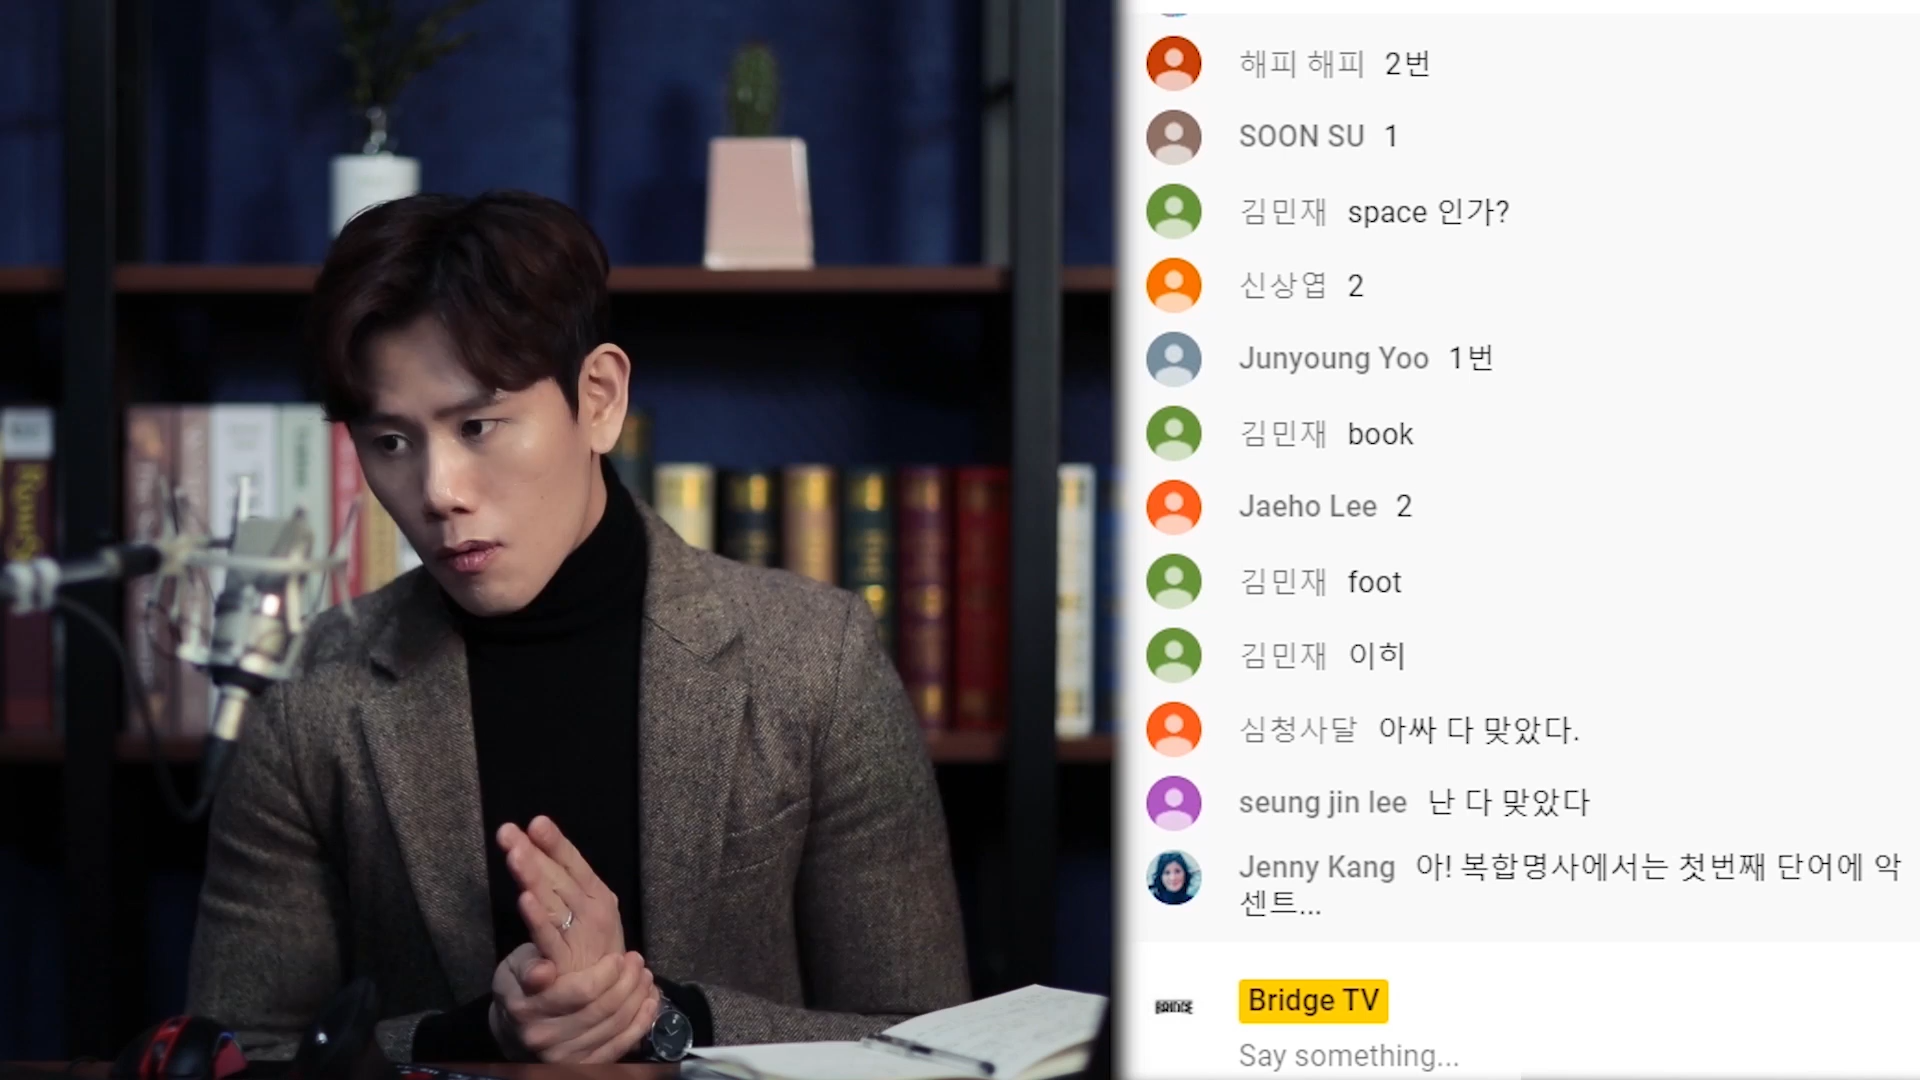 해피 해피 2번
SOON SU 1
김민재 space 인가?
신상엽 2
Junyoung Yoo 1번
김민재 book
Jaeho Lee 2
김민재 foot
김민재 이히
심청사달 아싸 다 맞았다.
seung jin lee 난 다 맞았다
Jenny Kang 아! 복합명사에서는 첫번째 단어에 악
센트...
BRIDGE
Bridge TV
Say something...